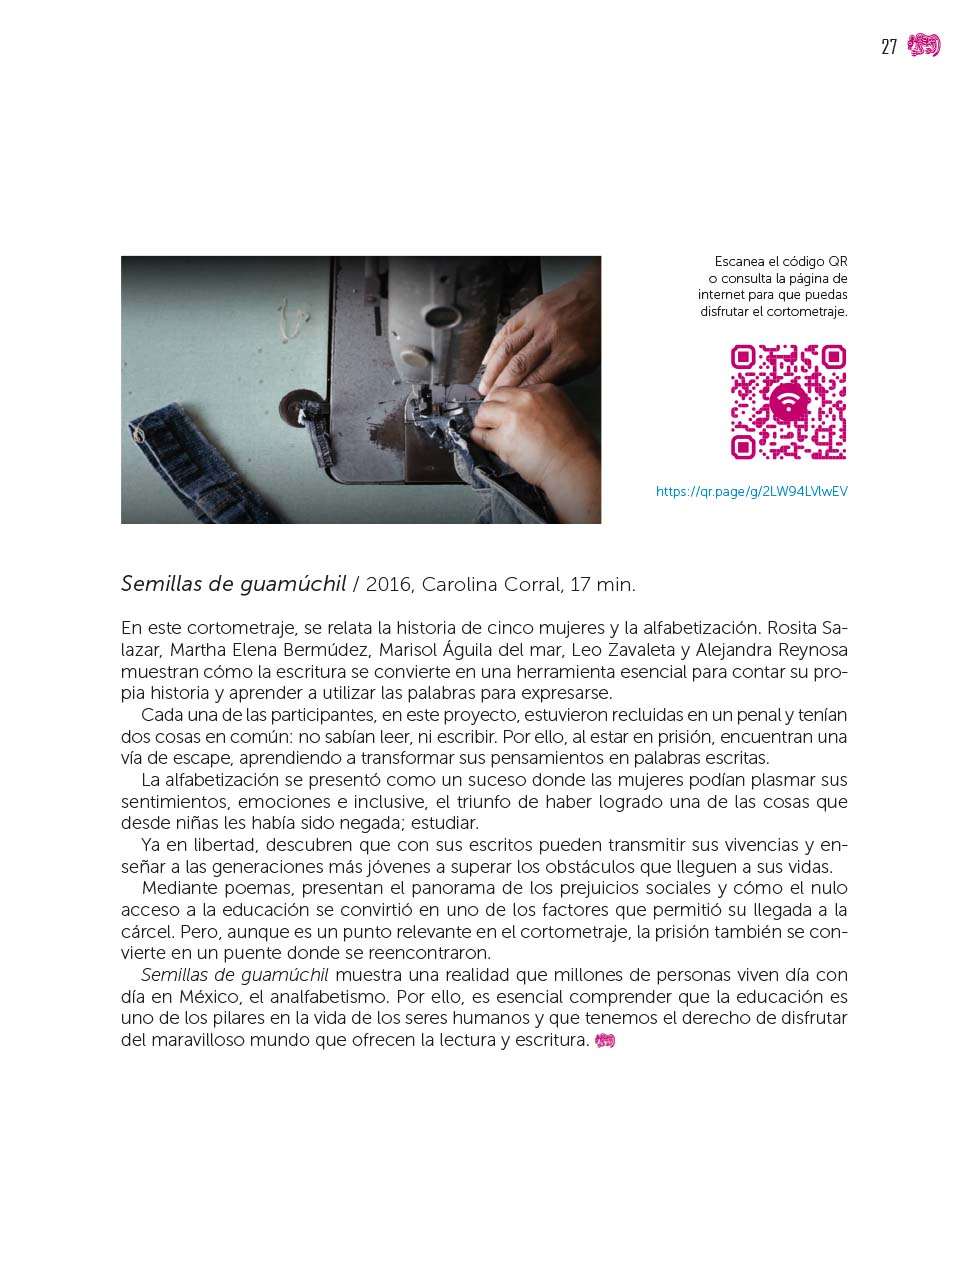 27
Escanea el código QR
o consulta la página de
internet para que puedas
disfrutar el cortometraje.
https://qr.page/g/2LW94LVlwEV
Semillas de guamúchil / 2016, Carolina Corral, 17 min.
En este cortometraje, se relata la historia de cinco mujeres y la alfabetización. Rosita Sa-
lazar, Martha Elena Bermúdez, Marisol Águila del mar, Leo Zavaleta y Alejandra Reynosa
muestran cómo la escritura se convierte en una herramienta esencial para contar su pro-
pia historia y aprender a utilizar las palabras para expresarse.
Cada una de las participantes, en este proyecto, estuvieron recluidas en un penal y tenían
dos cosas en común: no sabían leer, ni escribir. Por ello, al estar en prisión, encuentran una
vía de escape, aprendiendo a transformar sus pensamientos en palabras escritas.
La alfabetización se presentó como un suceso donde las mujeres podían plasmar sus
sentimientos, emociones e inclusive, el triunfo de haber logrado una de las cosas que
desde niñas les había sido negada; estudiar.
Ya en libertad, descubren que con sus escritos pueden transmitir sus vivencias y en-
señar a las generaciones más jóvenes a superar los obstáculos que lleguen a sus vidas.
Mediante poemas, presentan el panorama de los prejuicios sociales y cómo el nulo
acceso a la educación se convirtió en uno de los factores que permitió su llegada a la
cárcel. Pero, aunque es un punto relevante en el cortometraje, la prisión también se con-
vierte en un puente donde se reencontraron.
Semillas de guamúchil muestra una realidad que millones de personas viven día con
día en México, el analfabetismo. Por ello, es esencial comprender que la educación es
uno de los pilares en la vida de los seres humanos y que tenemos el derecho de disfrutar
del maravilloso mundo que ofrecen la lectura y escritura.